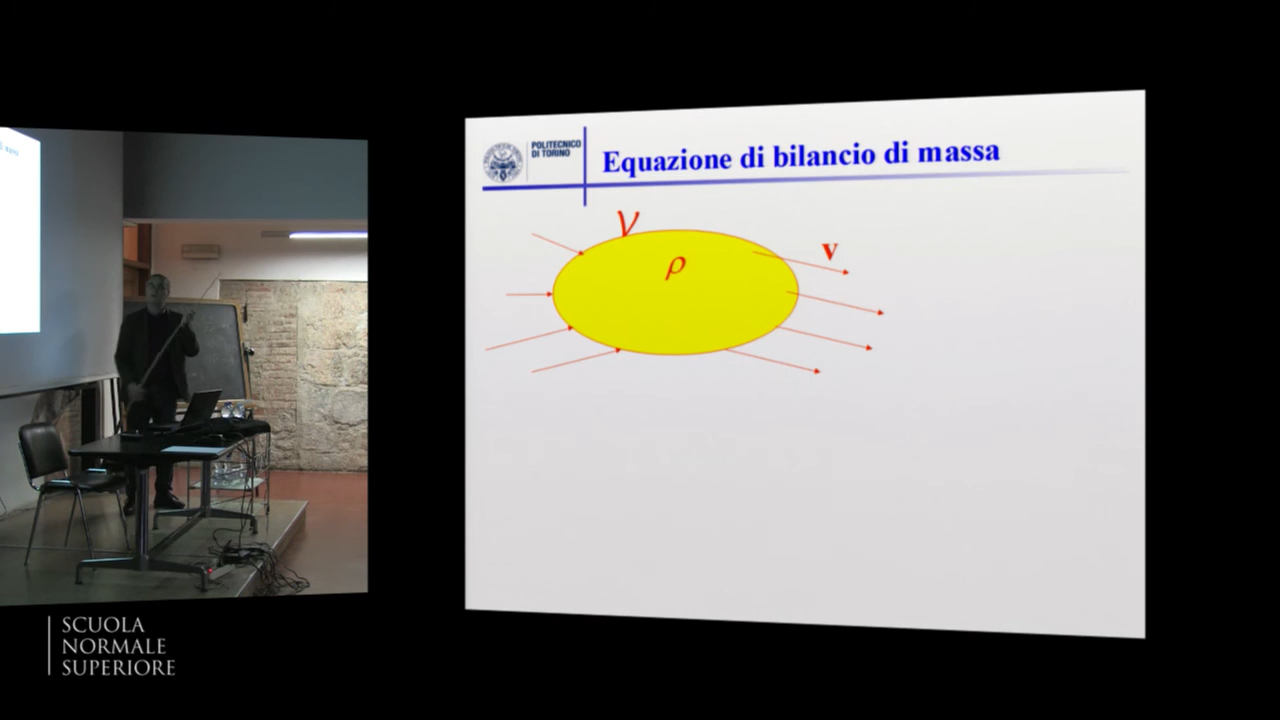 POLITECNICO
DI TORINO
Equazione di bilancio di massa
V
ρ
v
SCUOLA
NORMALE
SUPERIORE